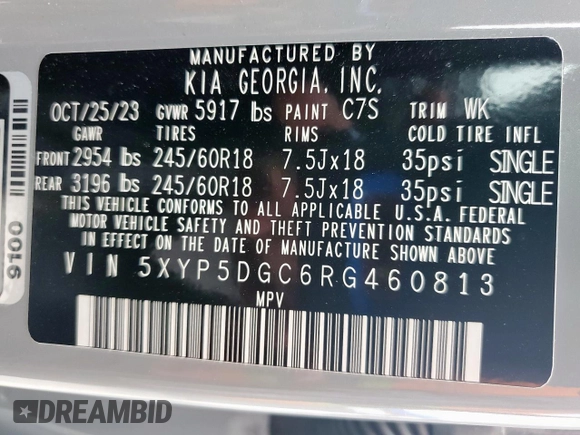 MANUFACTURED BY
KIA GEORGIA, INC.
OCT/25/23 GVWR 5917 lbs PAINT C7S TRIM WK
GAWR TIRES RIMS COLD TIRE INFL
FRONT 2954 lbs 245/60R18 7.5Jx18 35psi SINGLE
REAR 3196 lbs 245/60R18 7.5Jx18 35psi SINGLE
THIS VEHICLE CONFORMS TO ALL APPLICABLE U.S.A. FEDERAL
MOTOR VEHICLE SAFETY AND THEFT PREVENTION STANDARDS
IN EFFECT ON THE DATE OF MANUFACTURE SHOWN ABOVE
VIN 5XYP5DGC6RG460813
MPV
9100
DREAMBID